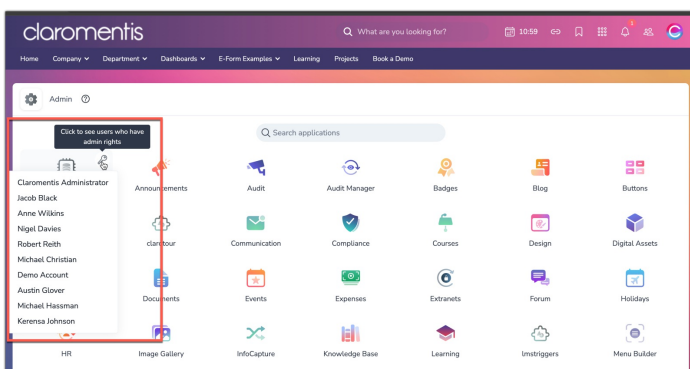 claromentis
What are you looking for?
10:59
1
Home Company Department Dashboards E-Form Examples Learning Projects Book a Demo
Admin
Click to see users who have
admin rights
Search applications
Claromentis Administrator
Jacob Black
Anne Wilkins
Nigel Davies
Robert Reith
Michael Christian
Demo Account
Austin Glover
Michael Hassman
Kerensa Johnson
Announcements Audit Audit Manager Badges Blog Buttons
clarotour Communication Compliance Courses Design Digital Assets
Documents Events Expenses Extranets Forum Holidays
HR Image Gallery InfoCapture Knowledge Base Learning lmstriggers Menu Builder